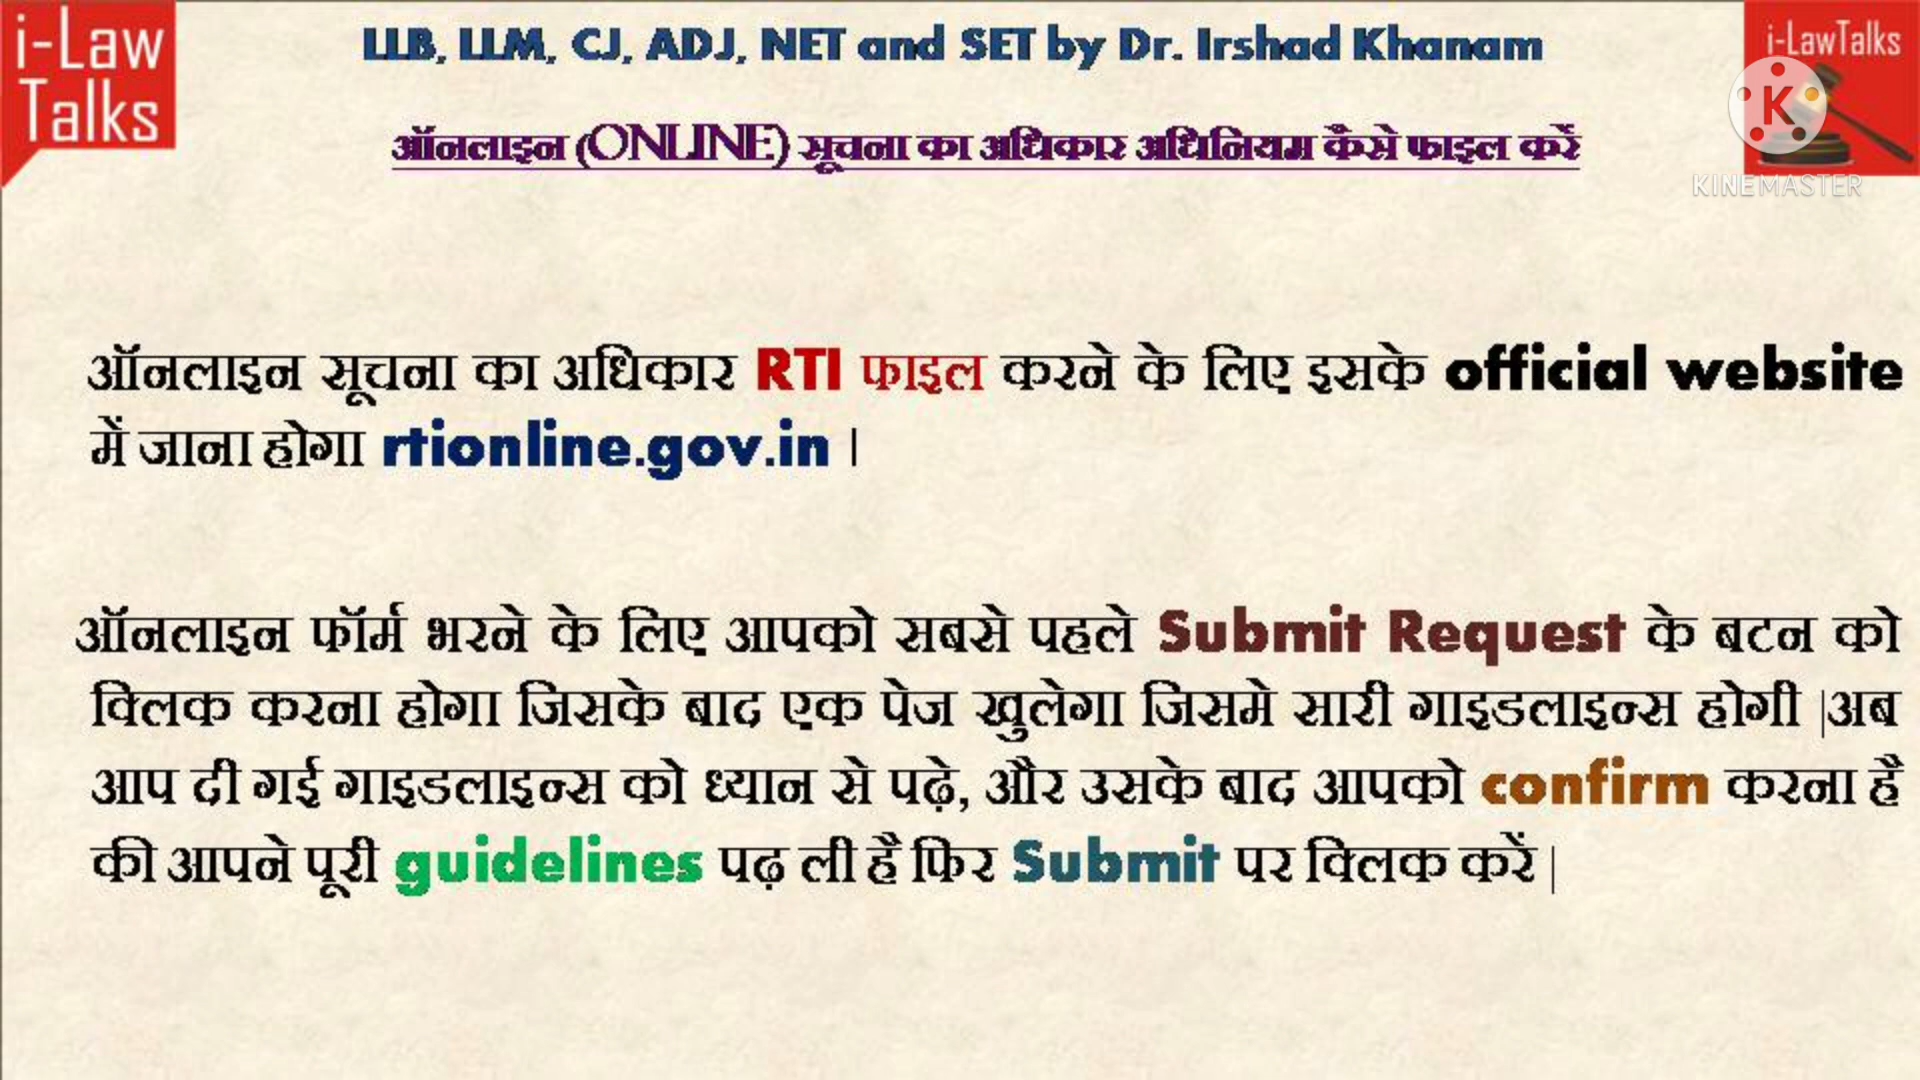 i-Law
Talks
LLB, LLM, CJ, ADJ, NET and SET by Dr. Irshad Khanam
i-LawTalks
K
KINEMASTER
ऑनलाइन (ONLINE) सूचना का अधिकार अधिनियम कैसे फाइल करें
ऑनलाइन सूचना का अधिकार RTI फाइल करने के लिए इसके official website
में जाना होगा rtionline.gov.in |
ऑनलाइन फॉर्म भरने के लिए आपको सबसे पहले Submit Request के बटन को
क्लिक करना होगा जिसके बाद एक पेज खुलेगा जिसमे सारी गाइडलाइन्स होगी |अब
आप दी गई गाइडलाइन्स को ध्यान से पढ़े, और उसके बाद आपको confirm करना है
की आपने पूरी guidelines पढ़ ली है फिर Submit पर क्लिक करें |